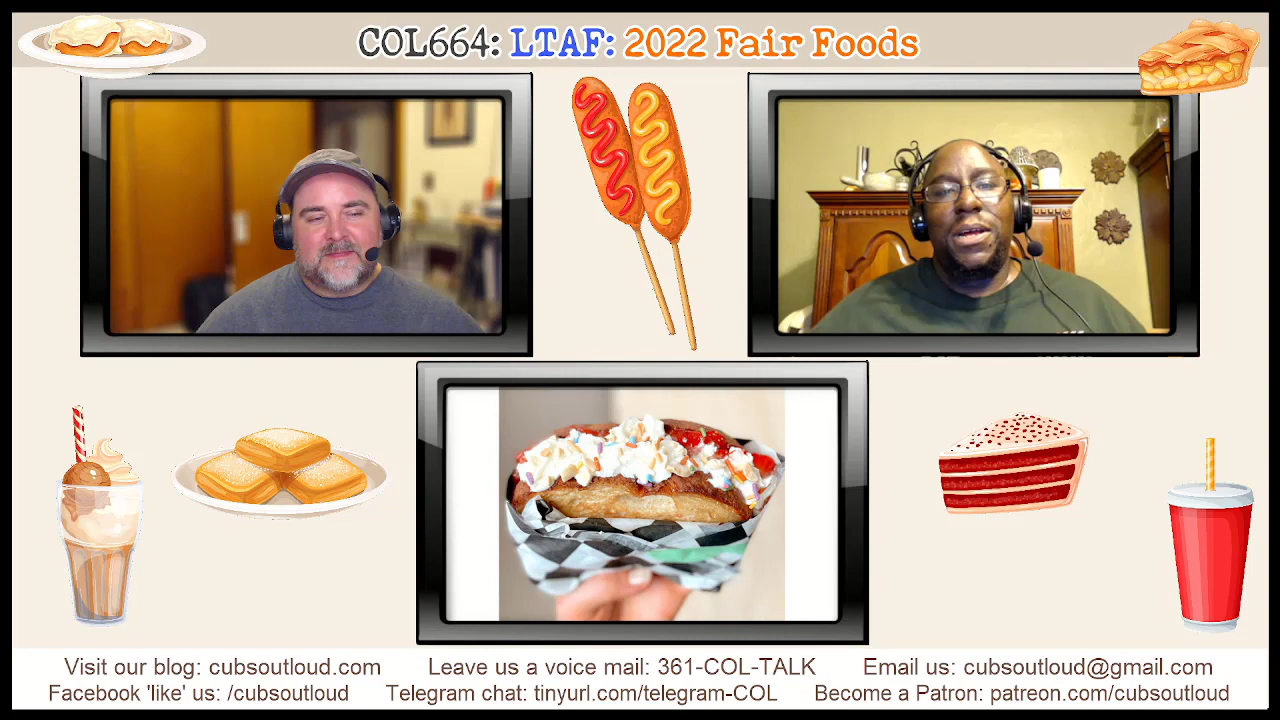 COL664: LTAF: 2022 Fair Foods
Visit our blog: cubsoutloud.com Leave us a voice mail: 361-COL-TALK Email us: cubsoutloud@gmail.com
Facebook 'like' us: /cubsoutloud Telegram chat: tinyurl.com/telegram-COL Become a Patron: patreon.com/cubsoutloud